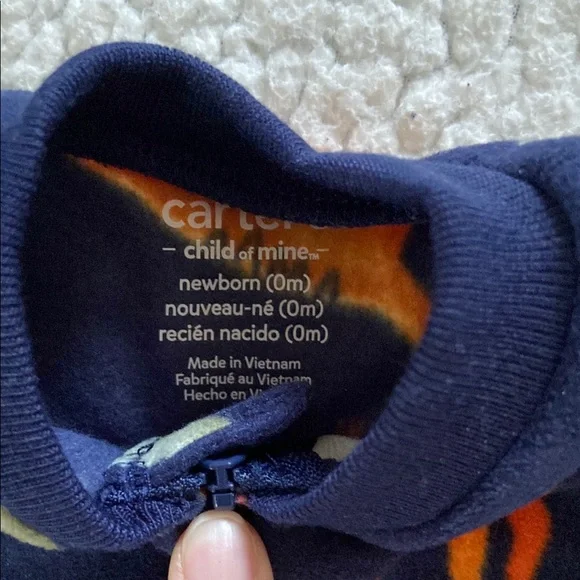 child of mine™
newborn (0m)
nouveau-né (0m)
recién nacido (0m)
Made in Vietnam
Fabriqué au Vietnam
Hecho en